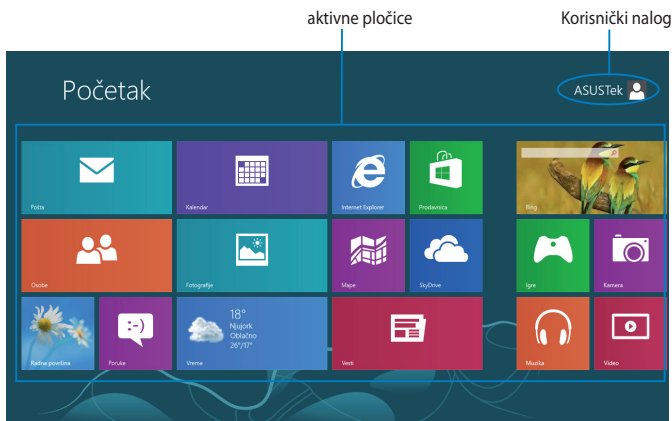 aktivne pločice
Korisnički nalog
Početak
ASUSTek
Pošta
Kalendar
Internet Explorer
Prodavnica
Bing
Osobe
Fotografije
Mape
SkyDrive
Igre
Kamera
Radna površina
:-)
Poruke
18°
Njujork
Oblačno
26°/17°
Vreme
Vesti
Muzika
Video